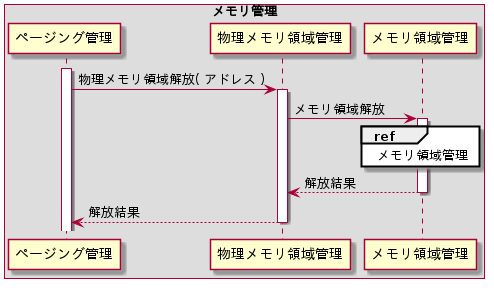 メモリ管理
ページング管理
物理メモリ領域管理
メモリ領域管理
物理メモリ領域解放( アドレス )
メモリ領域解放
ref
メモリ領域管理
解放結果
解放結果
ページング管理
物理メモリ領域管理
メモリ領域管理